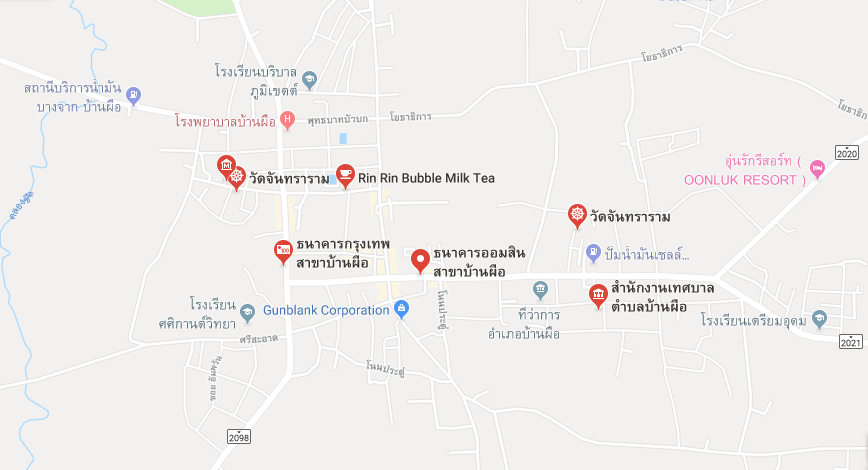 โรงเรียนบริบาล
ภูมิเขตต์
โยธาธิการ
สถานีบริการน้ำมัน
บางจาก บ้านผือ
โรงพยาบาลบ้านผือ
H
พุทธบาทบัวบก
โยธาธิการ
โยธาธิการ
2020
อุ่นรักรีสอร์ท (
OONLUK RESORT )
วัดจันทราราม
Rin Rin Bubble Milk Tea
วัดจันทราราม
ธนาคารกรุงเทพ
สาขาบ้านผือ
ธนาคารออมสิน
สาขาบ้านผือ
ปั๊มน้ำมันเชลล์...
สำนักงานเทศบาล
ตำบลบ้านผือ
โรงเรียน
ศศิกานต์วิทยา
Gunblank Corporation
โนนประดู่
ที่ว่าการ
อำเภอบ้านผือ
โรงเรียนเตรียมอุดม
ศรีสะอาด
2021
โนนประดู่
ซอย อัมพวัน
2098